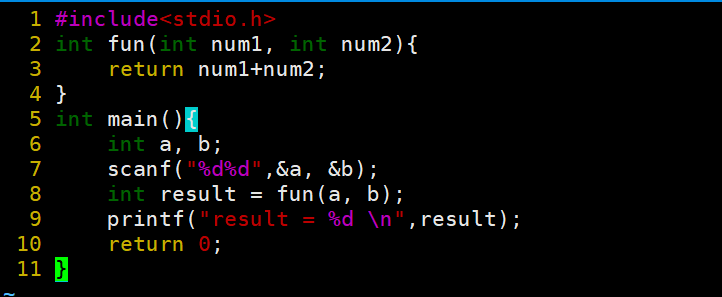 1 #include<stdio.h>
2 int fun(int num1, int num2){
3     return num1+num2;
4 }
5 int main(){
6     int a, b;
7     scanf("%d%d",&a, &b);
8     int result = fun(a, b);
9     printf("result = %d \n",result);
10     return 0;
11 }
~